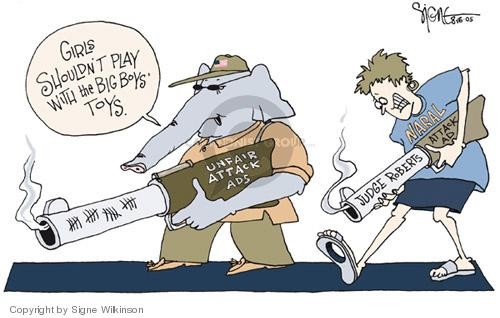 Signe
8-16-05
GIRLS
SHOULDN'T PLAY
WITH the BIG BOYS'
TOYS.
UNFAIR
ATTACK
ADS
NARAL
ATTACK
AD
JUDGE ROBERTS
Copyright by Signe Wilkinson